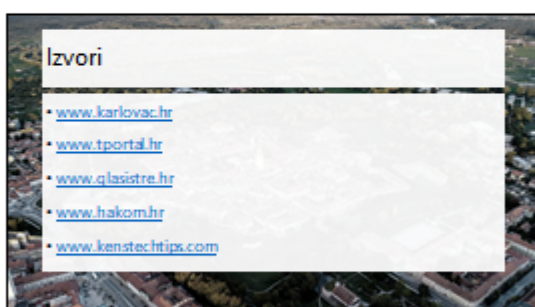 Izvori
• www.karlovac.hr
• www.tportal.hr
• www.glasistre.hr
• www.hakom.hr
• www.kenstechtips.com